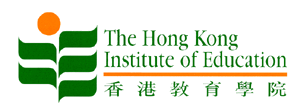 The Hong Kong
Institute of Education
香港教育學院